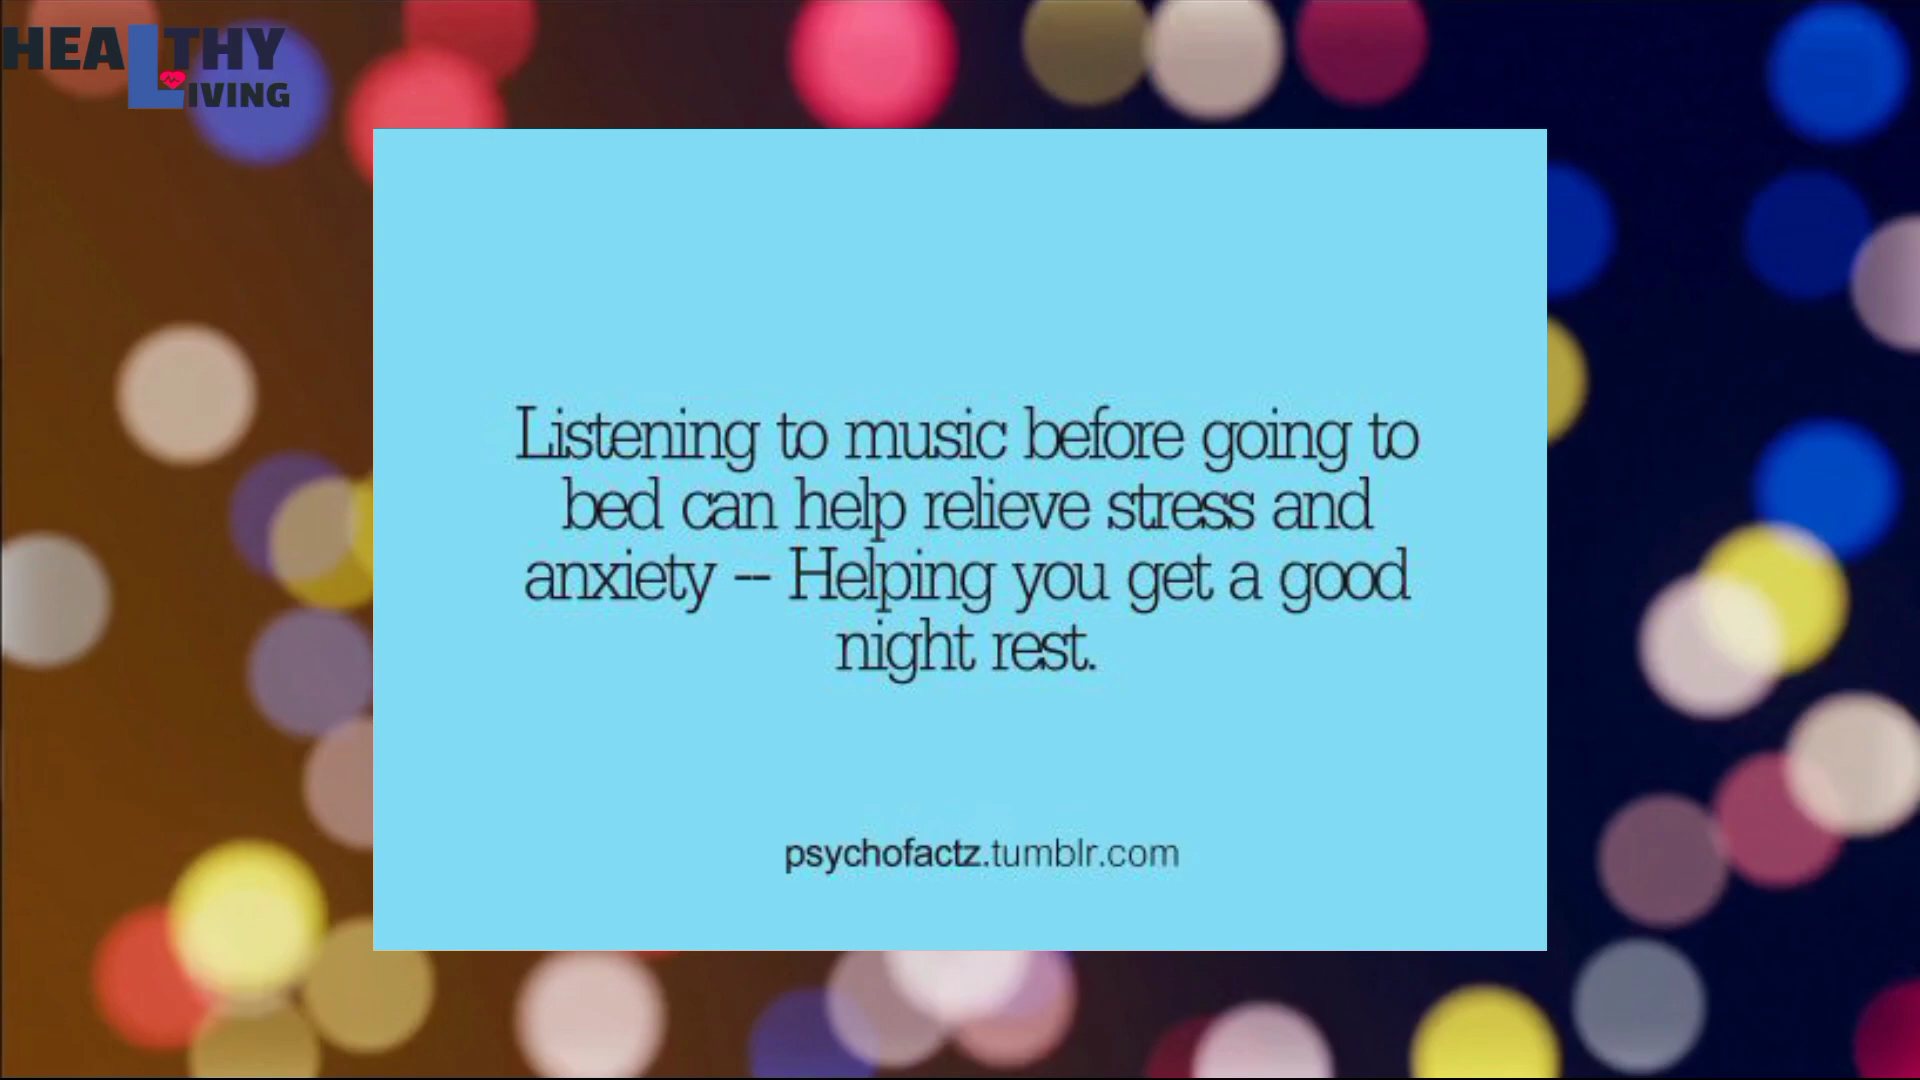 HEALTHY
LIVING
Listening to music before going to
bed can help relieve stress and
anxiety -- Helping you get a good
night rest.
psychofactz.tumblr.com